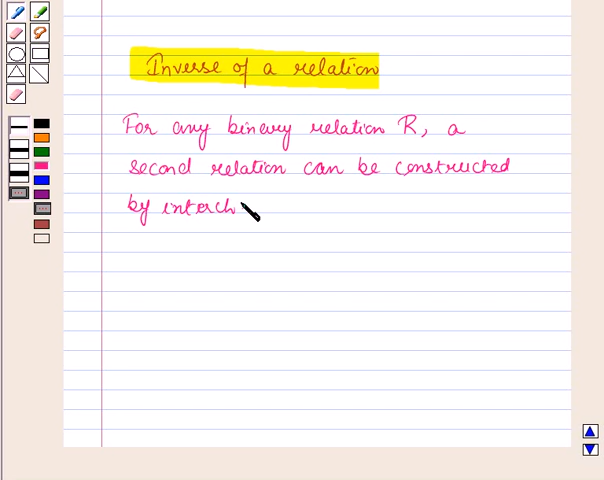 Inverse of a relation
For any binary relation R, a
second relation can be constructed
by interch